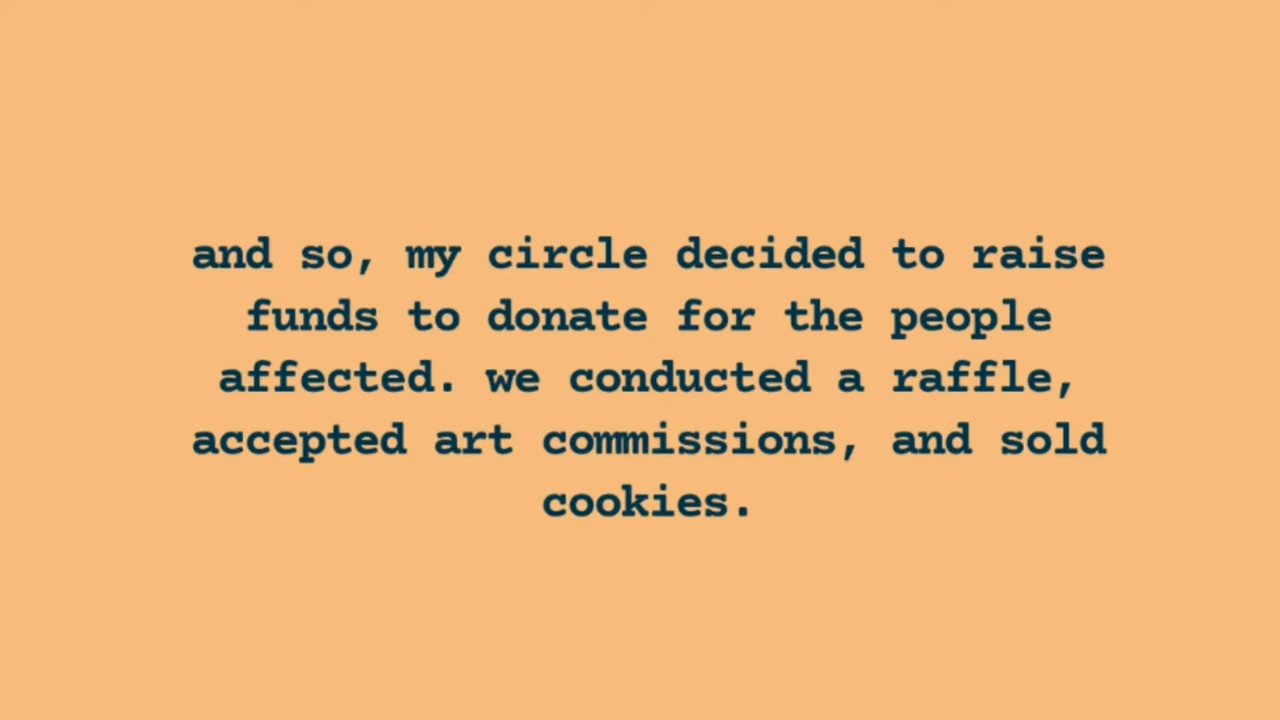 and so, my circle decided to raise
funds to donate for the people
affected. we conducted a raffle,
accepted art commissions, and sold
cookies.